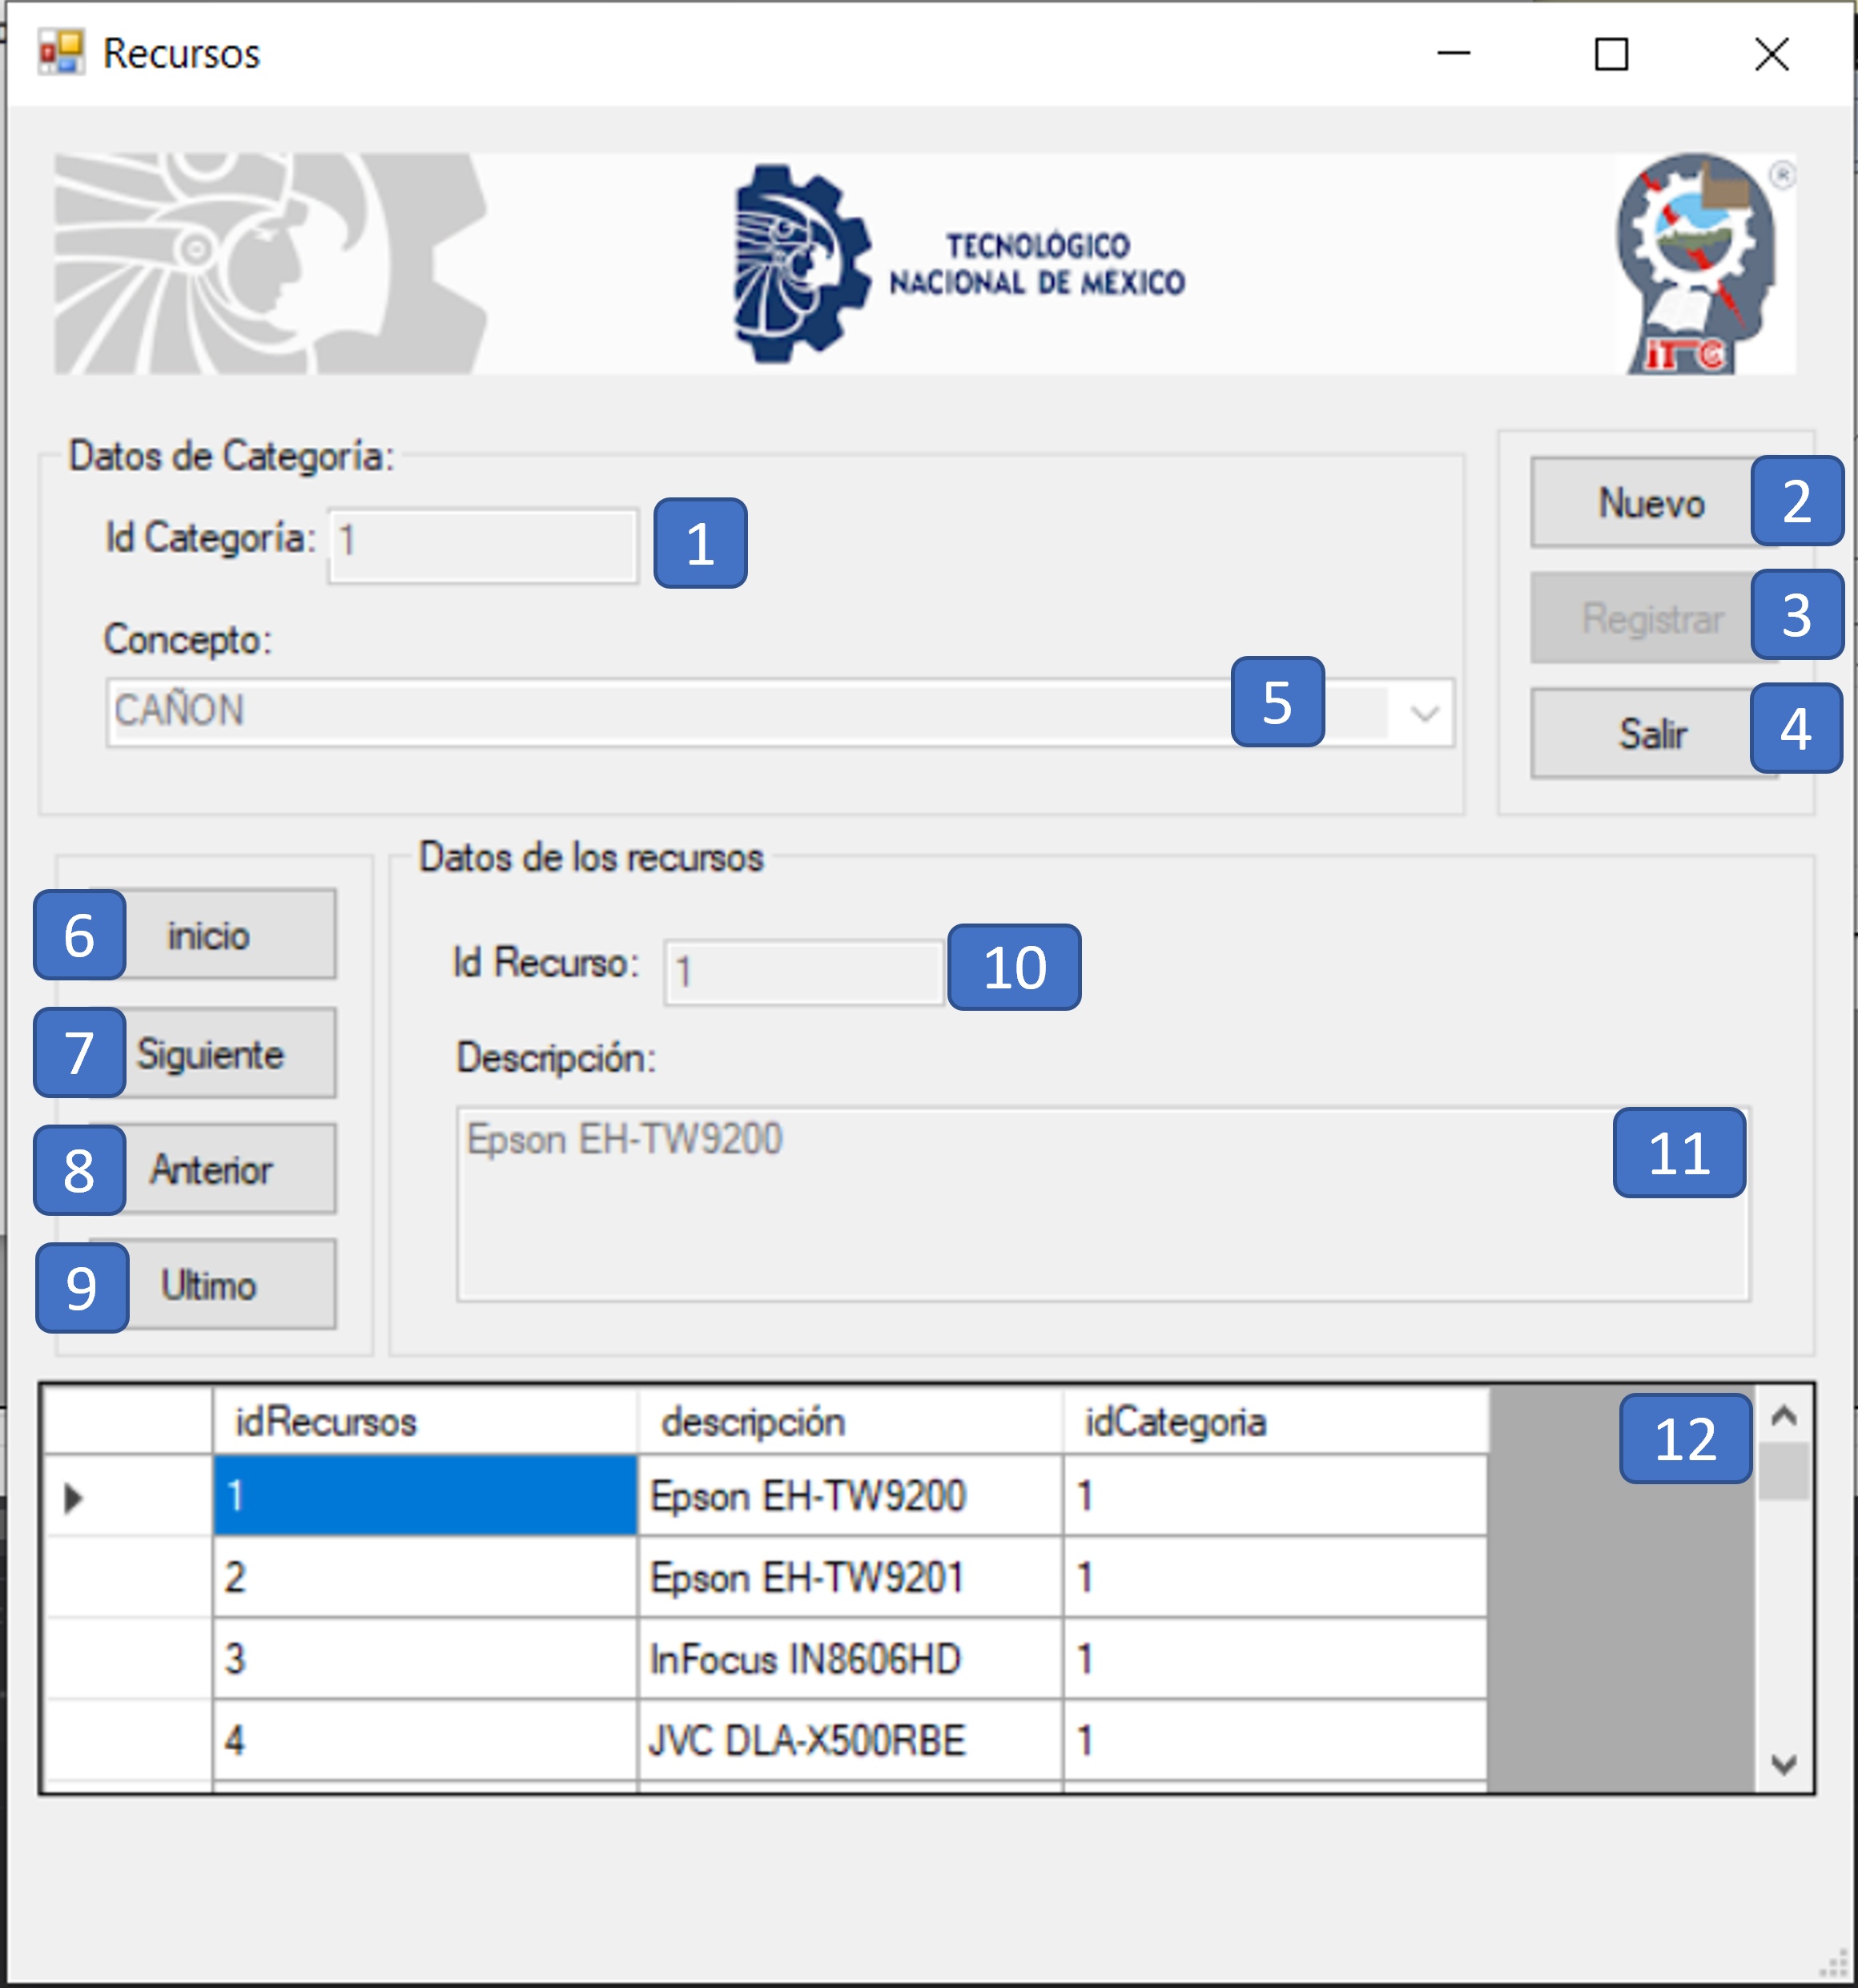 Recursos
®
TECNOLÓGICO
NACIONAL DE MÉXICO
iTCG
Datos de Categoría:
Id Categoría: 1 1
Nuevo 2
Registrar 3
Salir 4
Concepto:
CAÑON 5
inicio 6
Siguiente 7
Anterior 8
Ultimo 9
Datos de los recursos
Id Recurso: 1 10
Descripción:
Epson EH-TW9200 11
12
idRecursos descripción idCategoria
1 Epson EH-TW9200 1
2 Epson EH-TW9201 1
3 InFocus IN8606HD 1
4 JVC DLA-X500RBE 1